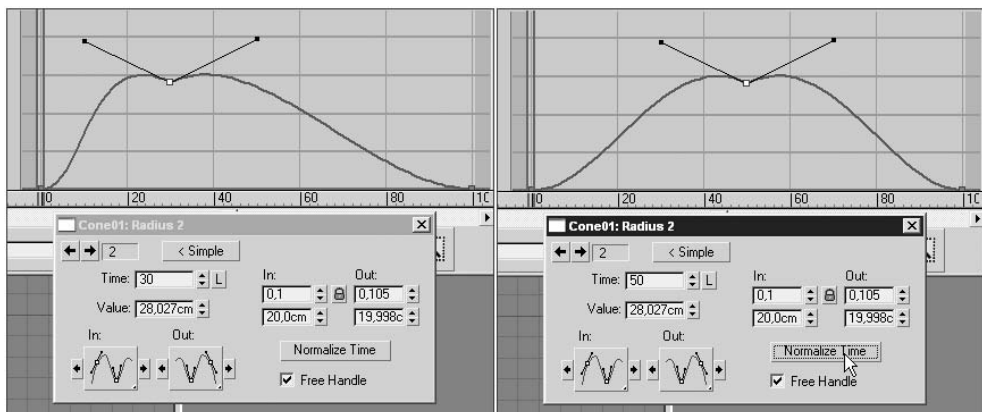 0 20 40 60 80 10
Cone01: Radius 2
2 < Simple
Time: 30 L
In: Out:
0,1 0,105
Value: 28,027cm
20,0cm 19,998c
In: Out:
Normalize Time
Free Handle
0 20 40 60 80 10
Cone01: Radius 2
2 < Simple
Time: 50 L
In: Out:
0,1 0,105
Value: 28,027cm
20,0cm 19,998c
In: Out:
Normalize Time
Free Handle